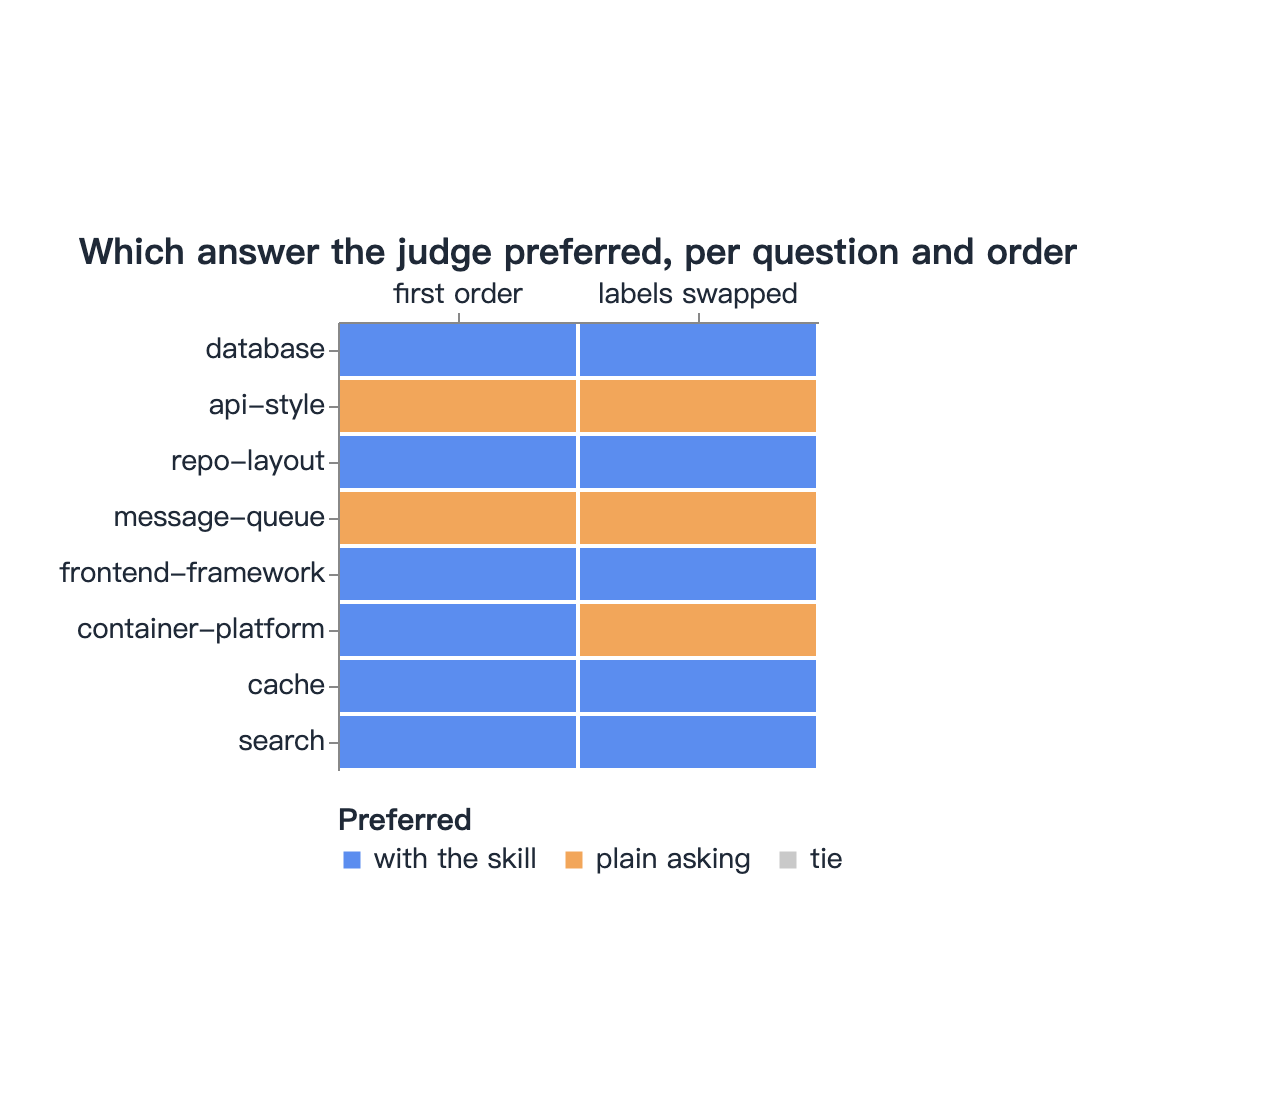 Which answer the judge preferred, per question and order
first order labels swapped
database
api-style
repo-layout
message-queue
frontend-framework
container-platform
cache
search
Preferred
with the skill plain asking tie